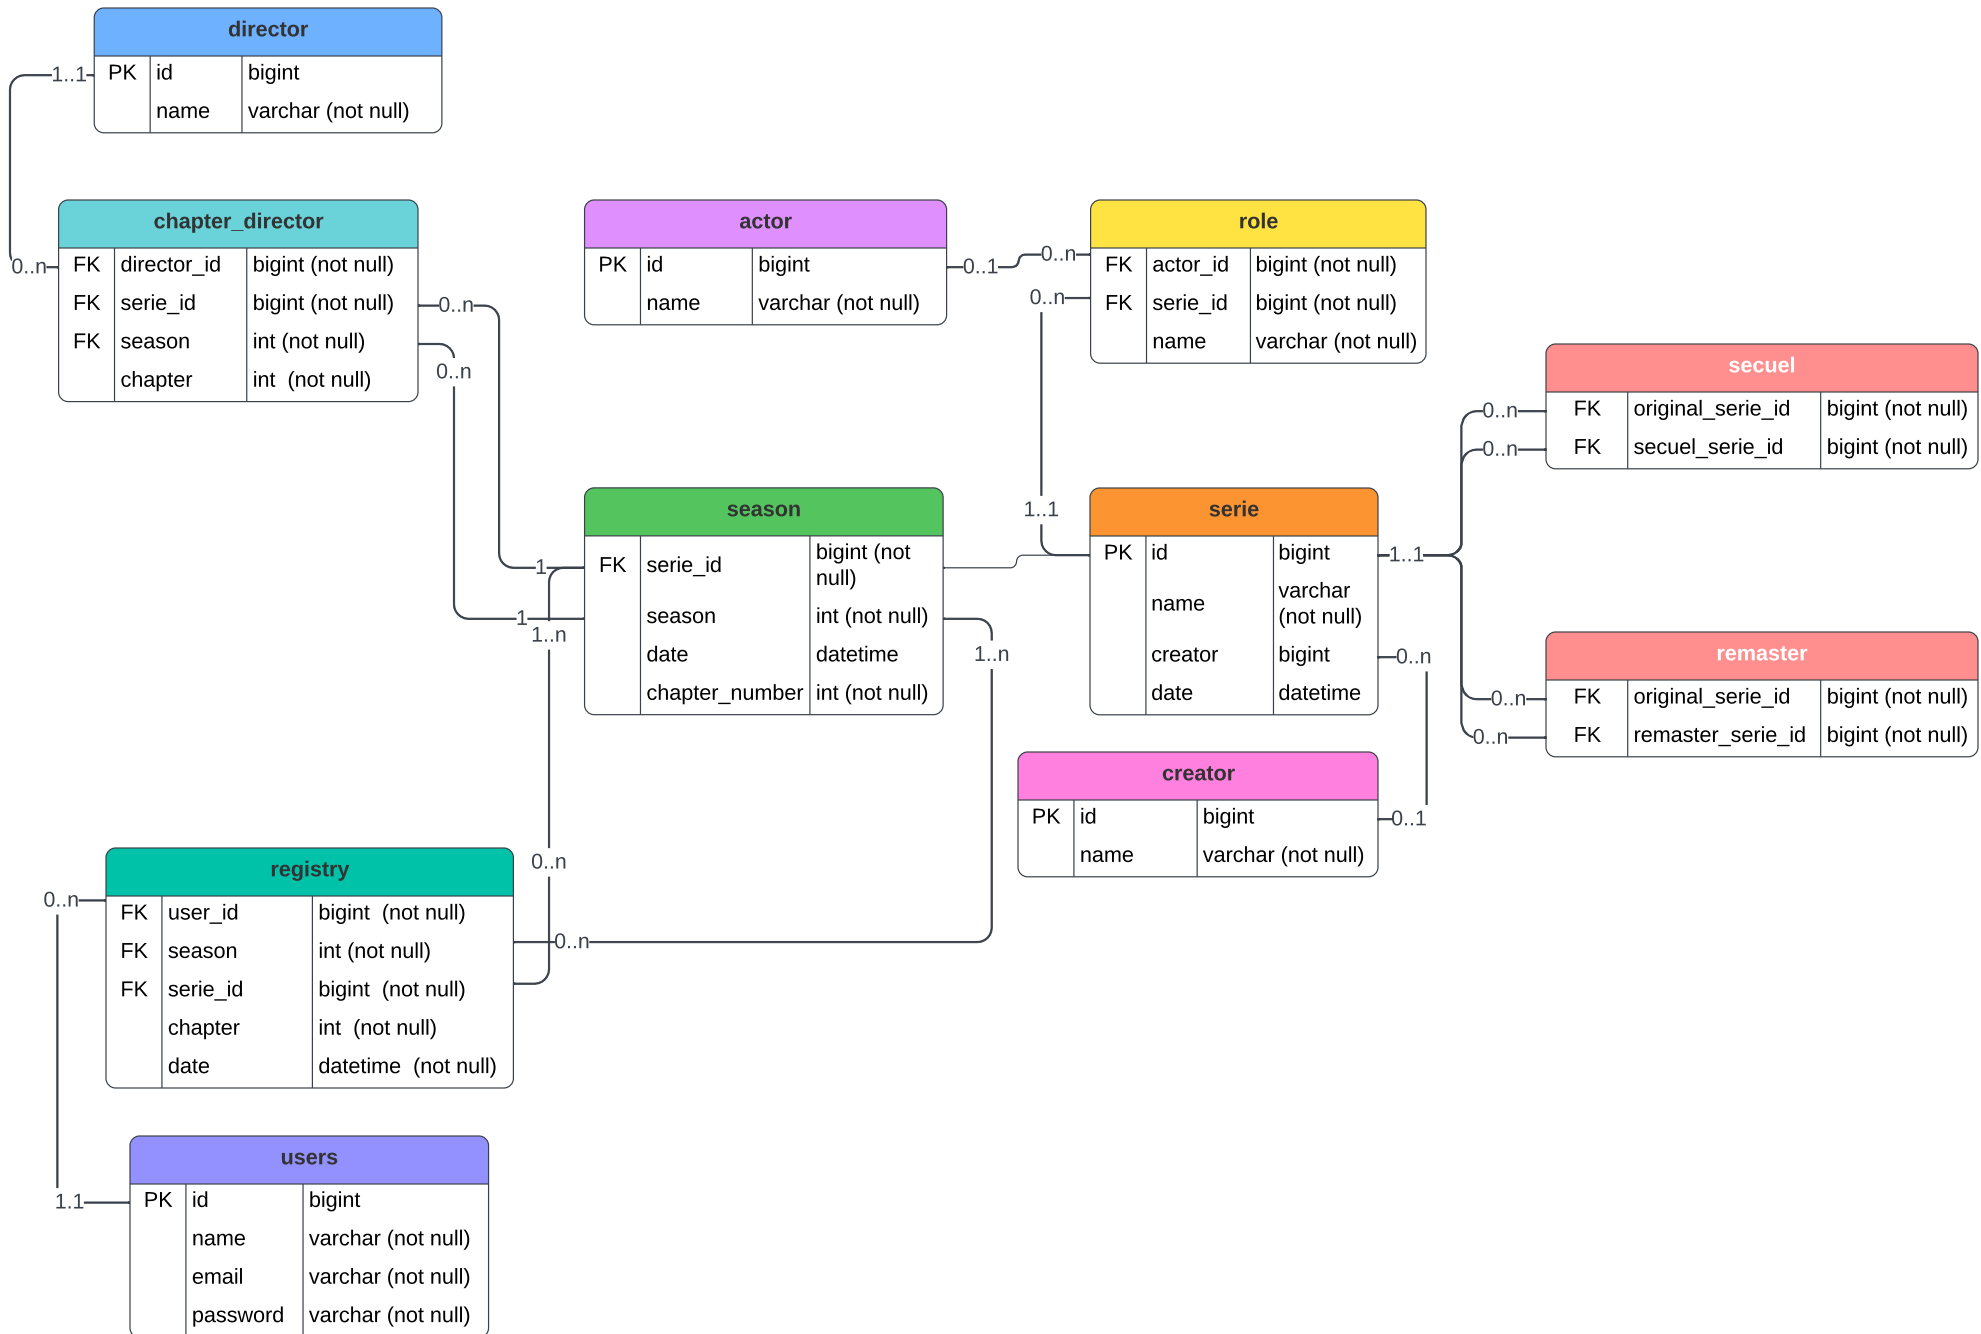 director
1..1
PK id bigint
name varchar (not null)
chapter_director
0..n
FK director_id bigint (not null)
FK serie_id bigint (not null)
FK season int (not null)
chapter int (not null)
0..n
0..n
actor
PK id bigint
name varchar (not null)
0..1
0..n
0..n
role
FK actor_id bigint (not null)
FK serie_id bigint (not null)
name varchar (not null)
secuel
0..n
FK original_serie_id bigint (not null)
0..n
FK secuel_serie_id bigint (not null)
season
FK serie_id bigint (not
null)
season int (not null)
date datetime
chapter_number int (not null)
1
1
1..n
1..n
1..1
serie
PK id bigint
name varchar
(not null)
creator bigint
date datetime
1..1
0..n
remaster
0..n
FK original_serie_id bigint (not null)
0..n
FK remaster_serie_id bigint (not null)
creator
PK id bigint
name varchar (not null)
0..1
registry
0..n
0..n
FK user_id bigint (not null)
FK season int (not null)
0..n
FK serie_id bigint (not null)
chapter int (not null)
date datetime (not null)
users
1.1
PK id bigint
name varchar (not null)
email varchar (not null)
password varchar (not null)